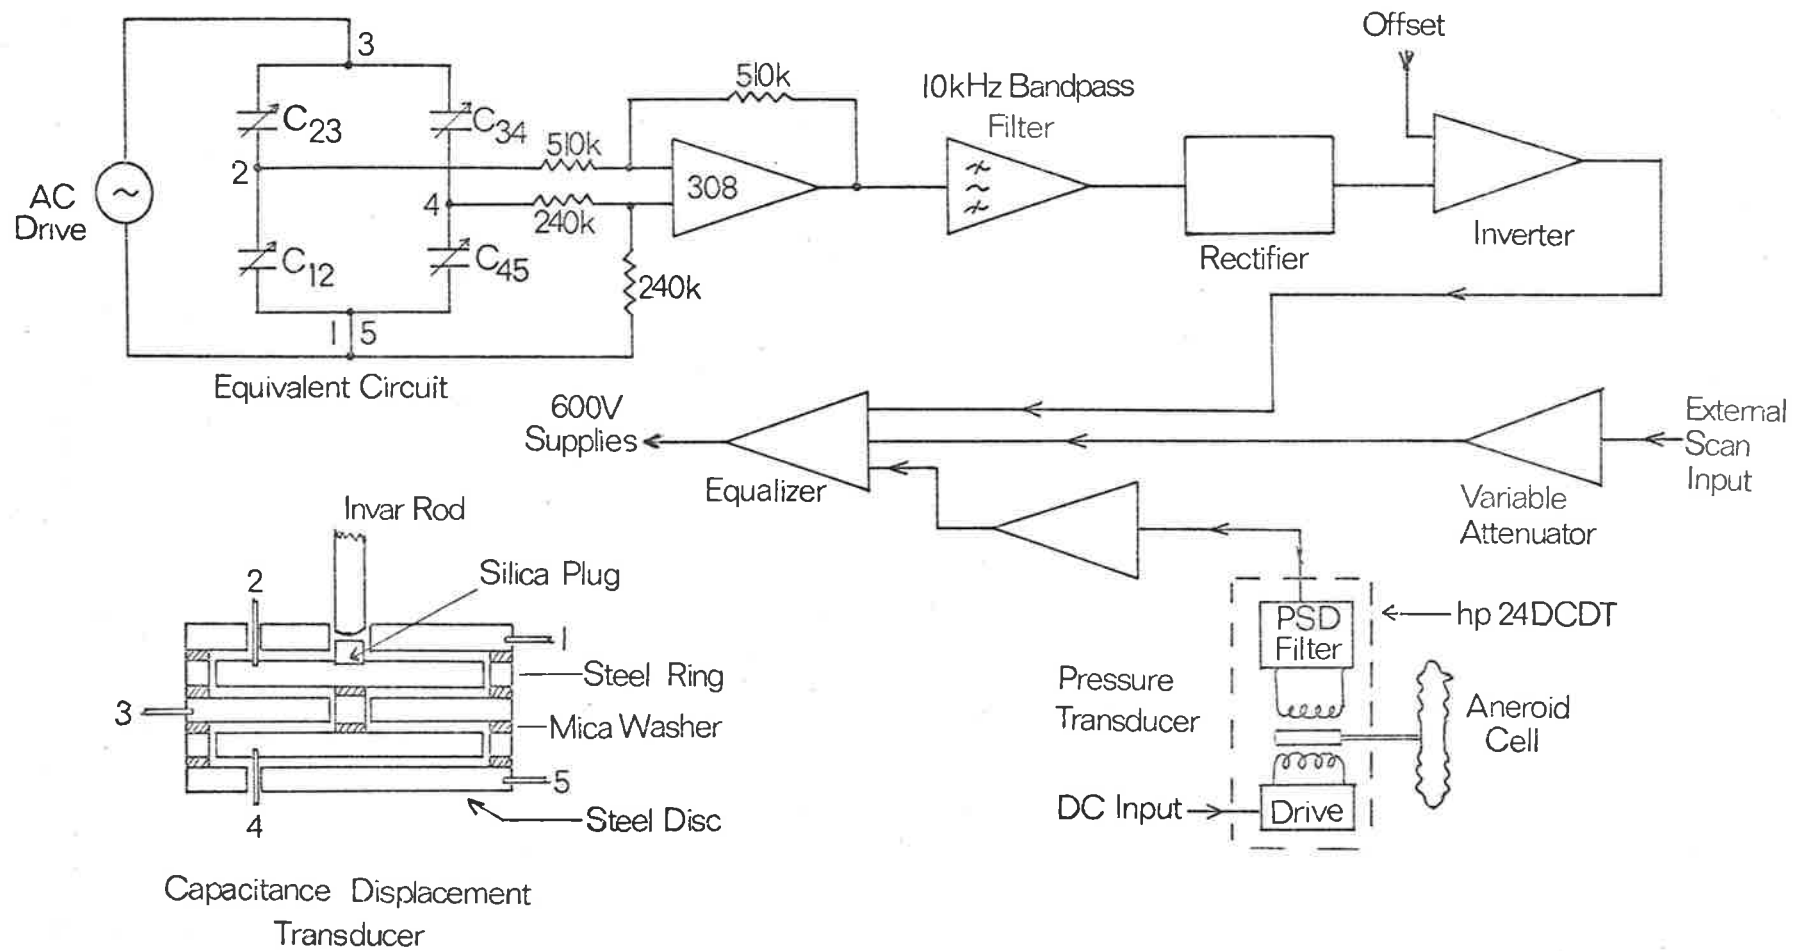 Offset
3
510k
10kHz Bandpass
Filter
C23
C34
510k
2
308
AC
Drive
4
240k
Inverter
Rectifier
C12
C45
240k
1 5
Equivalent Circuit
600V
Supplies
External
Scan
Input
Equalizer
Variable
Attenuator
Invar Rod
Silica Plug
2
1
PSD
Filter
hp 24DCDT
Steel Ring
Pressure
Transducer
3
Mica Washer
Aneroid
Cell
5
DC Input
Drive
4
Steel Disc
Capacitance Displacement
Transducer